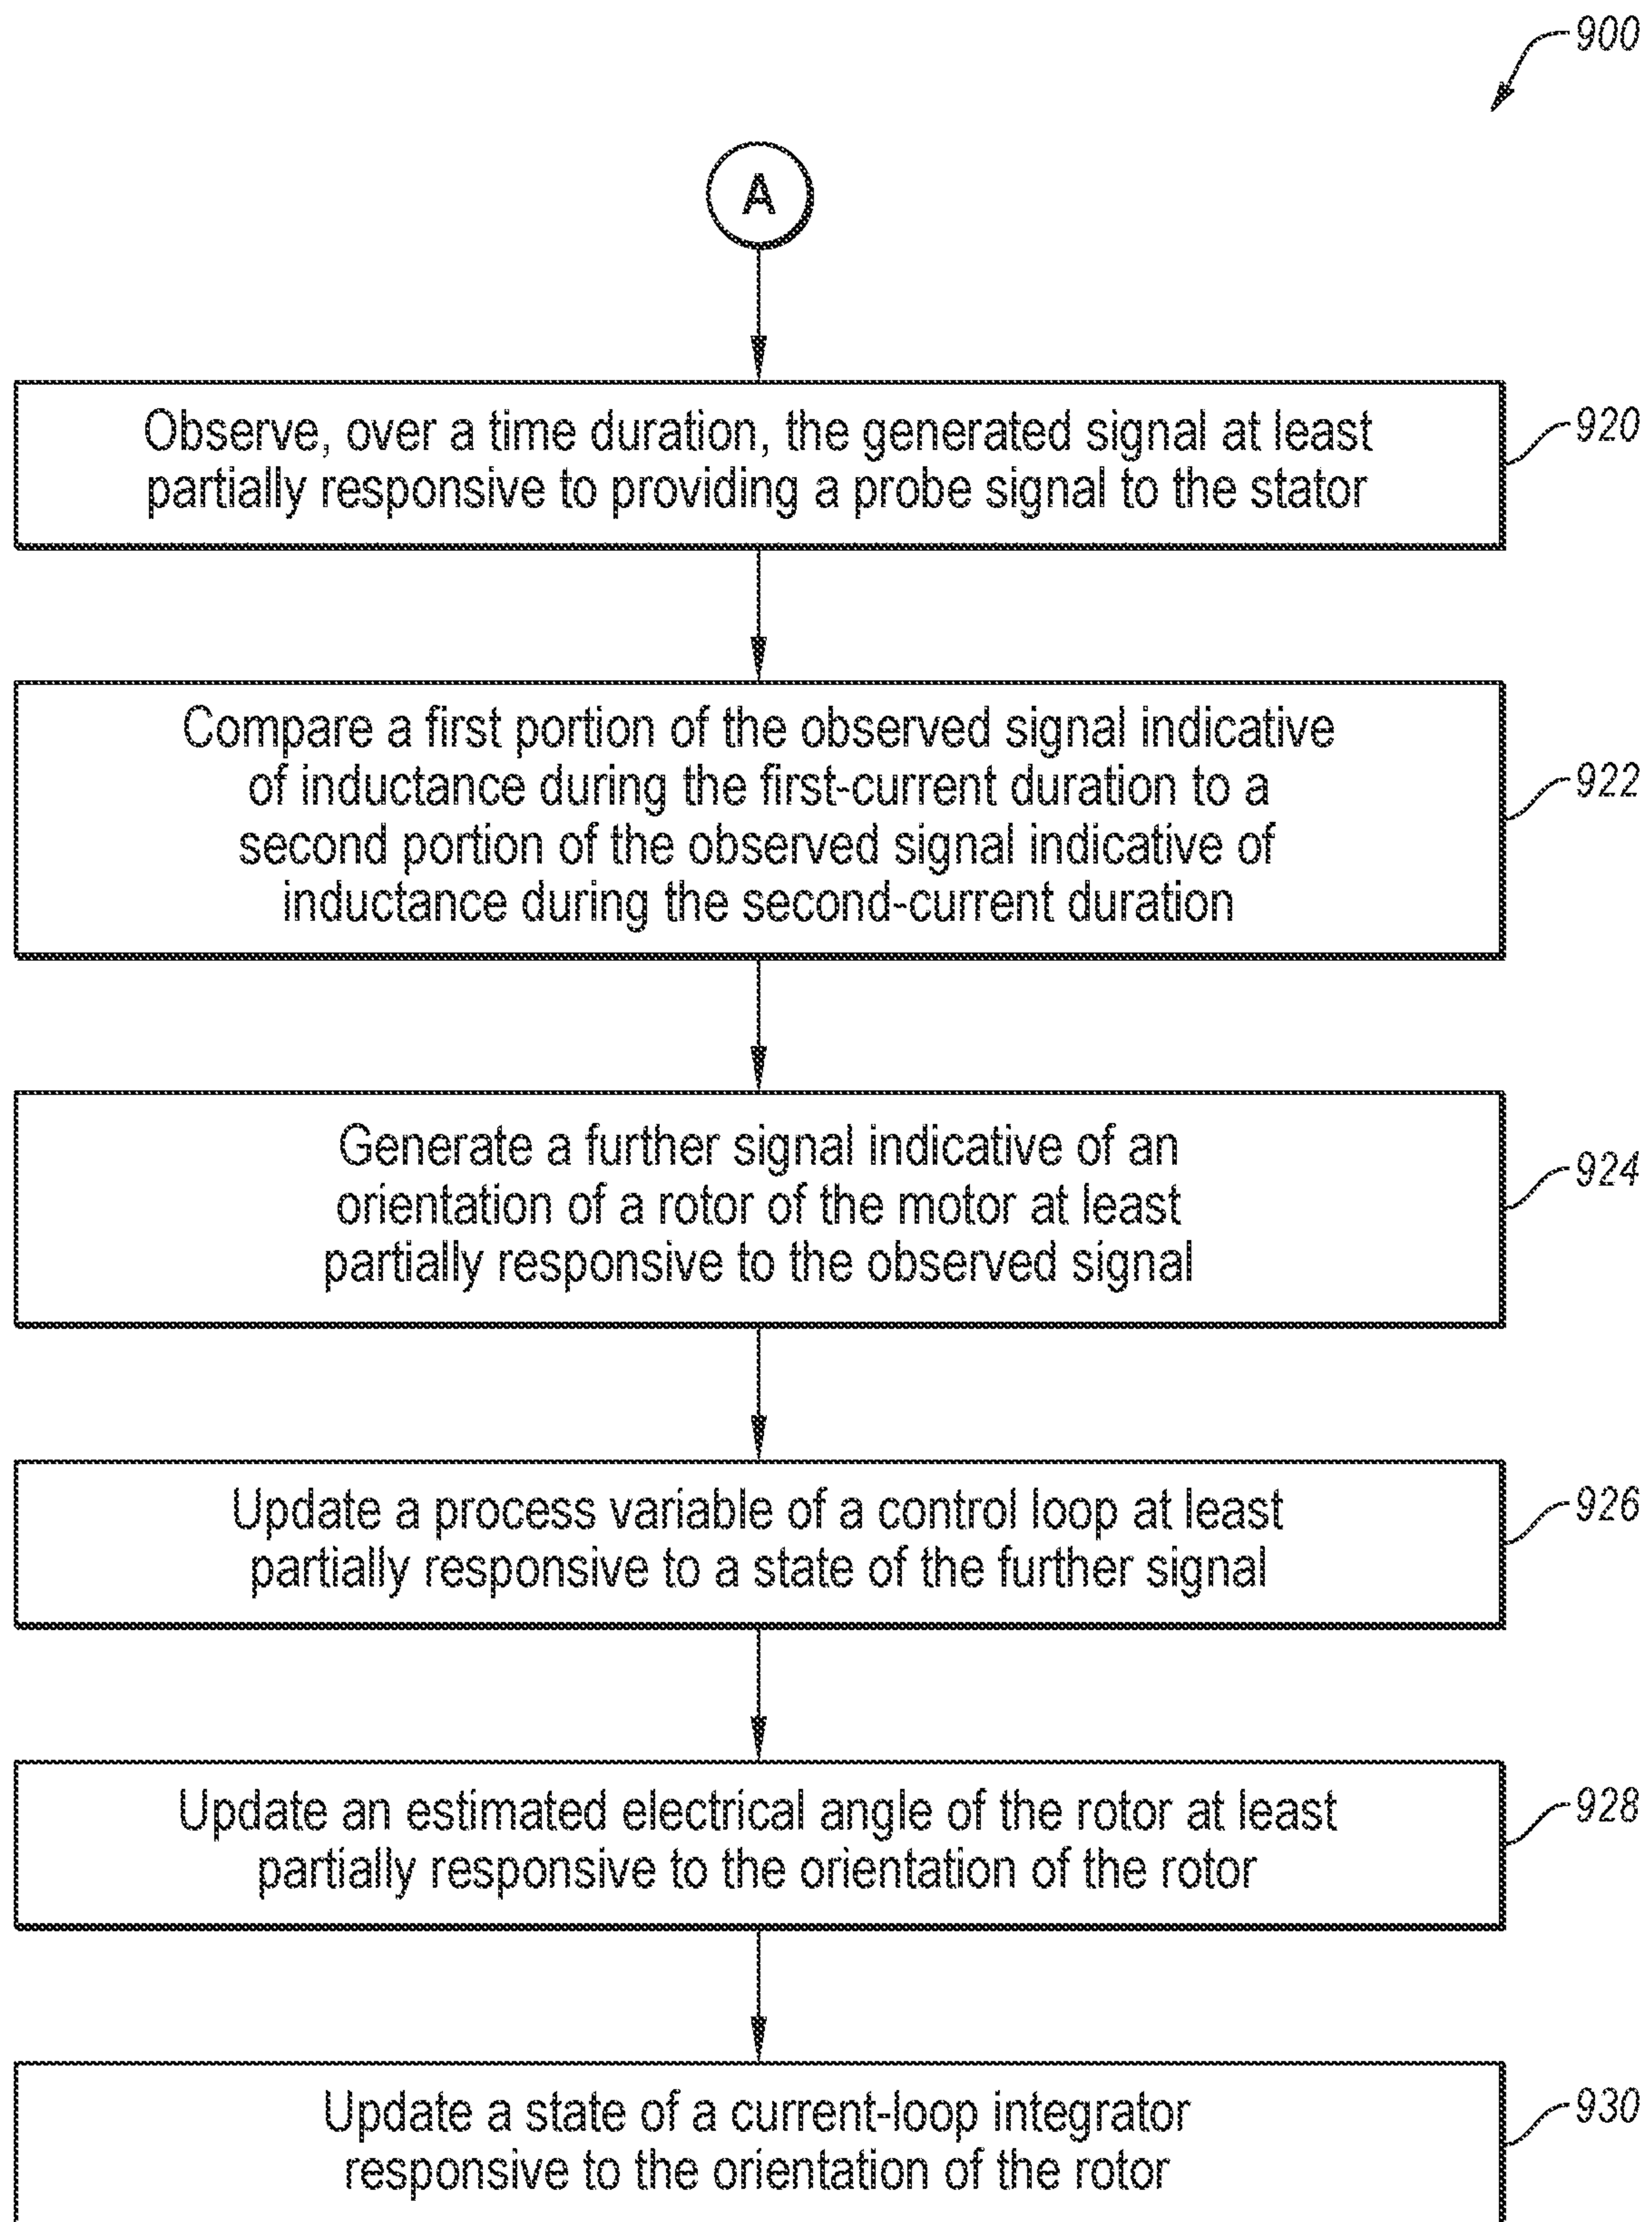 900
A
Observe, over a time duration, the generated signal at least
partially responsive to providing a probe signal to the stator
920
Compare a first portion of the observed signal indicative
of inductance during the first-current duration to a
second portion of the observed signal indicative of
inductance during the second-current duration
922
Generate a further signal indicative of an
orientation of a rotor of the motor at least
partially responsive to the observed signal
924
Update a process variable of a control loop at least
partially responsive to a state of the further signal
926
Update an estimated electrical angle of the rotor at least
partially responsive to the orientation of the rotor
928
Update a state of a current-loop integrator
responsive to the orientation of the rotor
930